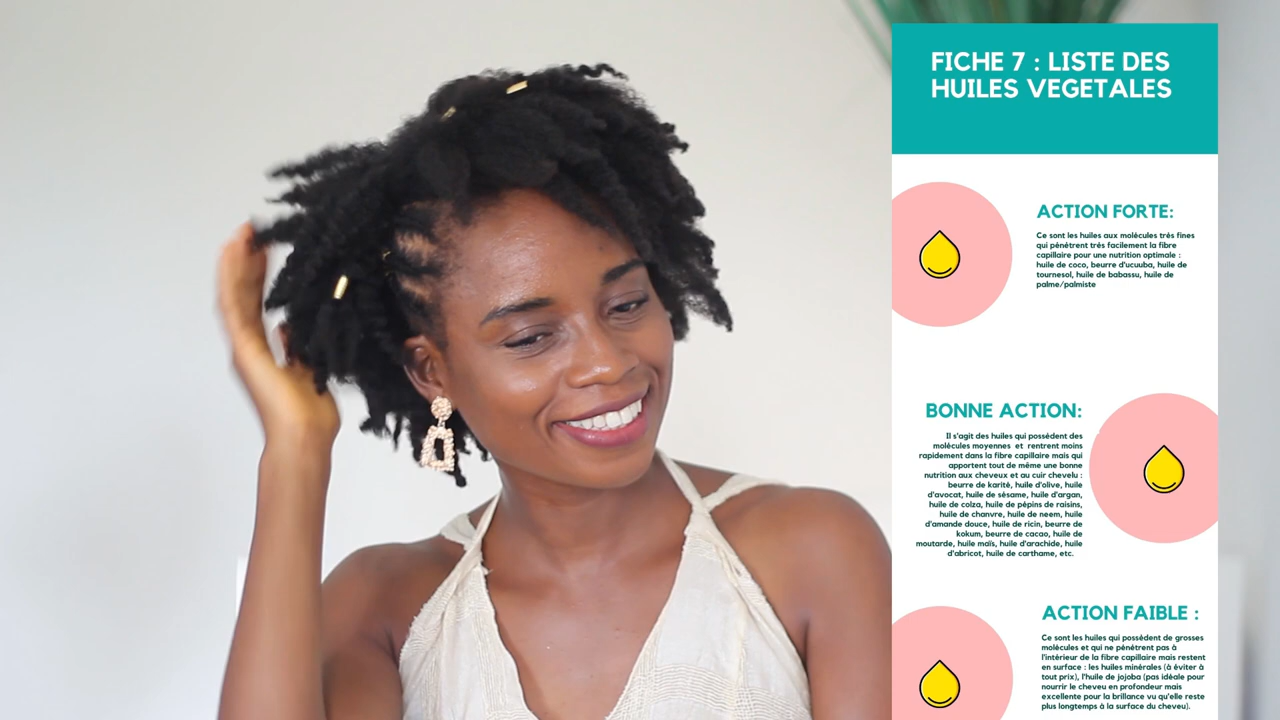 FICHE 7 : LISTE DES
HUILES VEGETALES
ACTION FORTE:
Ce sont les huiles aux molécules très fines
qui pénétrent très facilement la fibre
capillaire pour une nutrition optimale :
huile de coco, beurre d'ucuuba, huile de
tournesol, huile de babassu, huile de
palme/palmiste
BONNE ACTION:
Il s'agit des huiles qui possédent des
molécules moyennes et rentrent moins
rapidement dans la fibre capillaire mais qui
apportent tout de même une bonne
nutrition aux cheveux et au cuir chevelu :
beurre de karité, huile d'olive, huile
d'avocat, huile de sésame, huile d'argan,
huile de colza, huile de pépins de raisins,
huile de chanvre, huile de neem, huile
d'amande douce, huile de ricin, beurre de
kokum, beurre de cacao, huile de
moutarde, huile maïs, huile d'arachide, huile
d'abricot, huile de carthame, etc.
ACTION FAIBLE :
Ce sont les huiles qui possèdent de grosses
molécules et qui ne pénètrent pas à
l'intérieur de la fibre capillaire mais restent
en surface : les huiles minérales (à éviter à
tout prix), l'huile de jojoba (pas idéale pour
nourrir le cheveu en profondeur mais
excellente pour la brillance vu qu'elle reste
plus longtemps à la surface du cheveu).